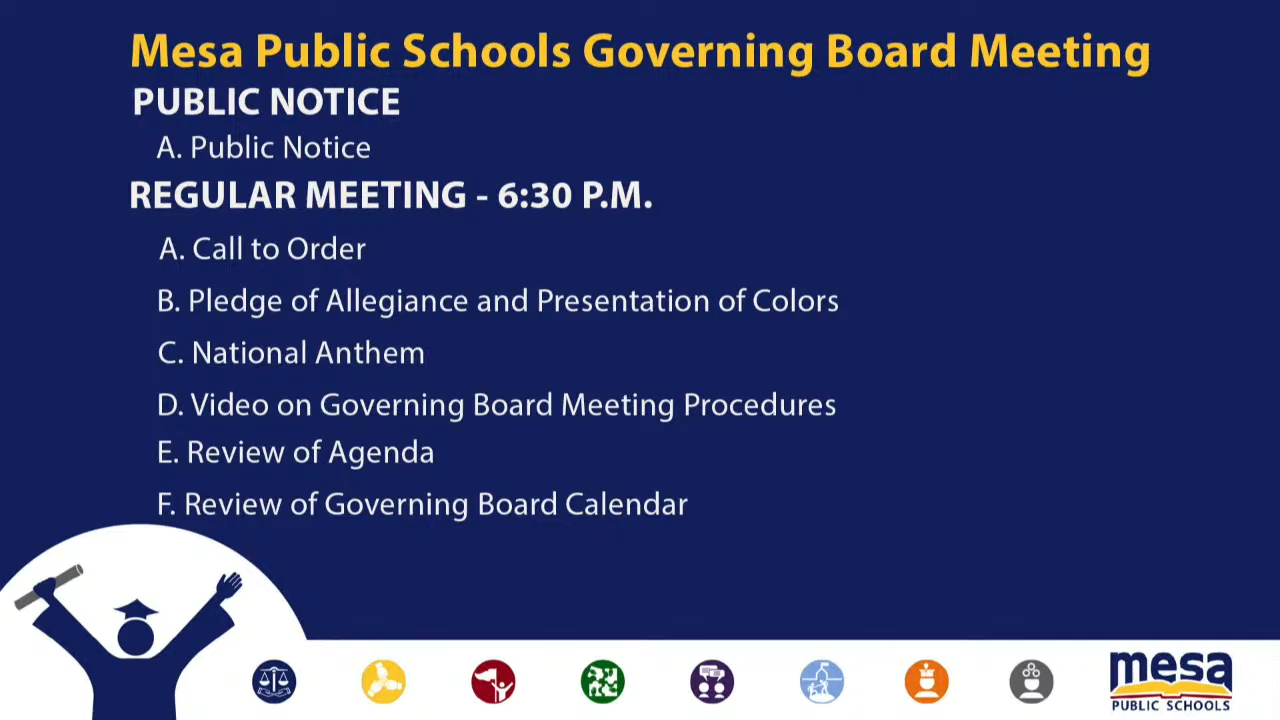 Mesa Public Schools Governing Board Meeting
PUBLIC NOTICE
A. Public Notice
REGULAR MEETING - 6:30 P.M.
A. Call to Order
B. Pledge of Allegiance and Presentation of Colors
C. National Anthem
D. Video on Governing Board Meeting Procedures
E. Review of Agenda
F. Review of Governing Board Calendar
mesa
PUBLIC SCHOOLS